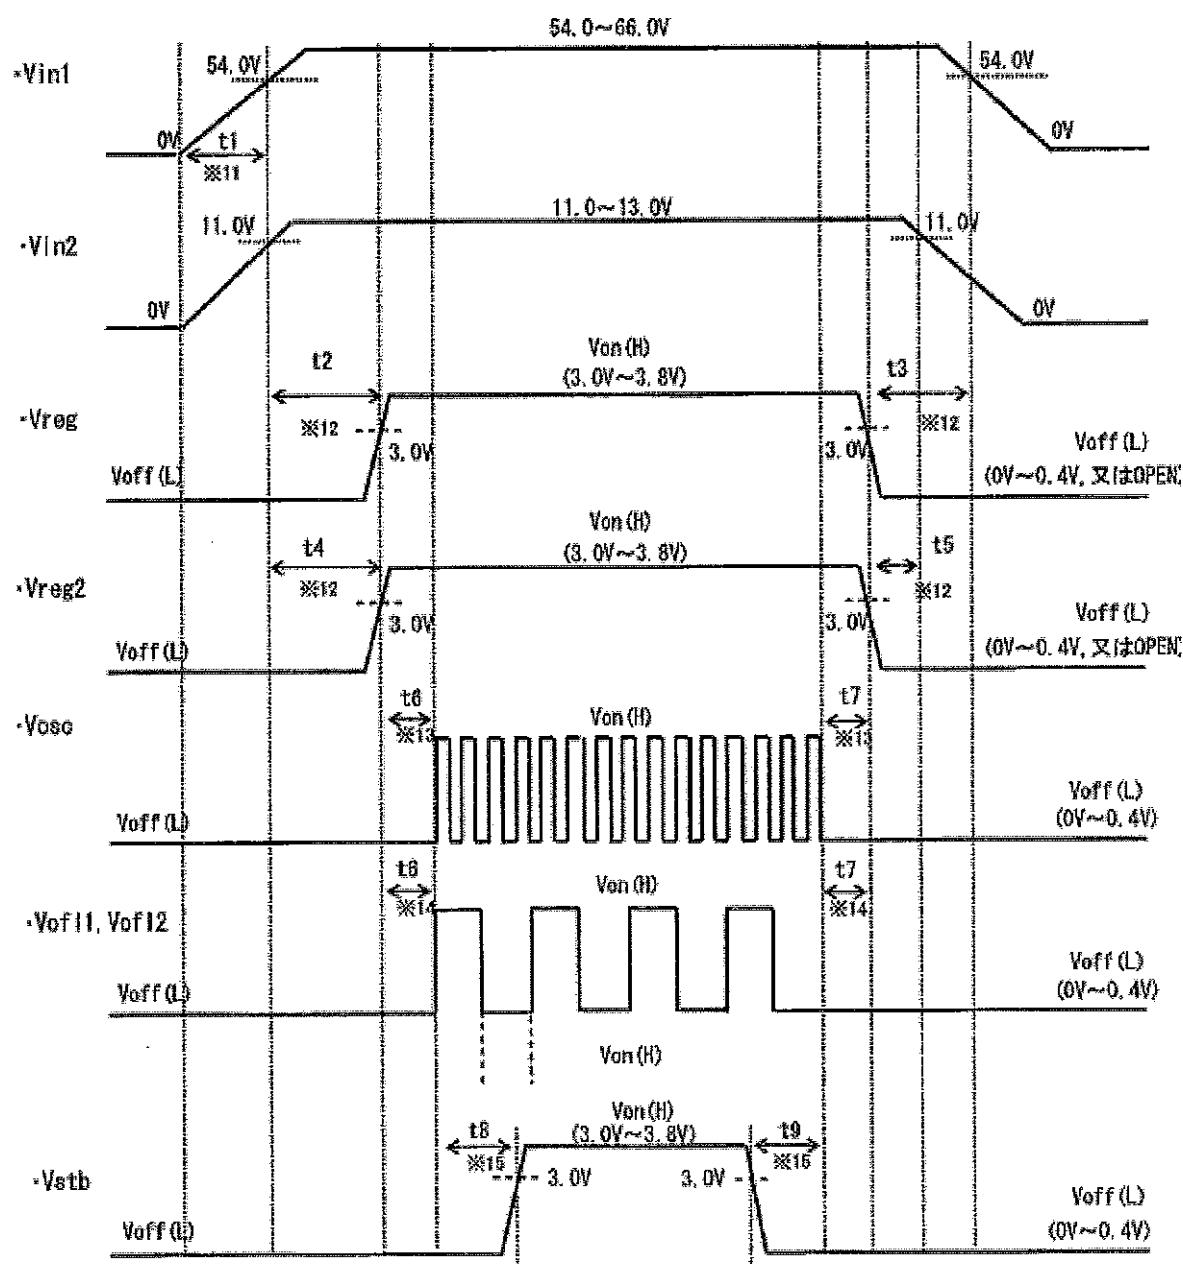 54.0～66.0V
・Vin1
54.0V
54.0V
0V
t1
※11
0V
11.0～13.0V
・Vin2
11.0V
11.0V
0V
0V
Von(H)
(3.0V～3.8V)
t2
t3
・Vreg
※12
3.0V
3.0V
※12
Voff(L)
Voff(L)
(0V～0.4V, 又はOPEN)
Von(H)
(3.0V～3.8V)
t4
t5
・Vreg2
※12
3.0V
3.0V
※12
Voff(L)
Voff(L)
(0V～0.4V, 又はOPEN)
t6
Von(H)
t7
・Vosc
※13
※13
Voff(L)
Voff(L)
(0V～0.4V)
t6
Von(H)
t7
・Vofl1, Vofl2
※14
※14
Voff(L)
Voff(L)
(0V～0.4V)
Von(H)
Von(H)
(3.0V～3.8V)
t8
t9
※15
※15
・Vstb
3.0V
3.0V
Voff(L)
Voff(L)
(0V～0.4V)